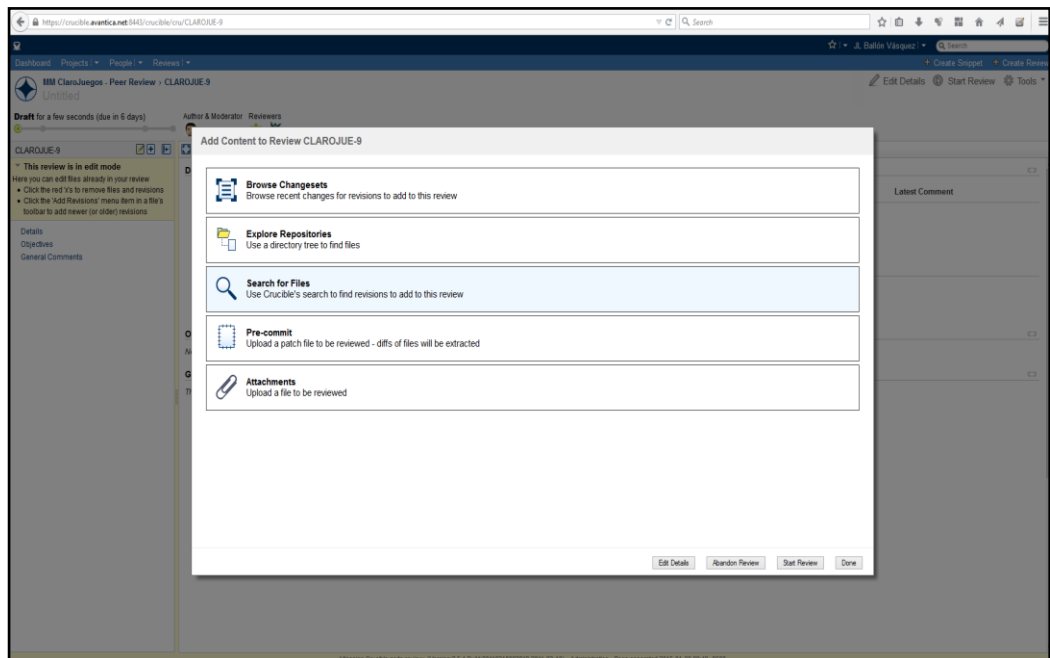 https://crucible.avantica.net:8443/crucible/cru/CLAROJUE-9
Search
JL Ballón Vásquez
Search
Dashboard Projects People Reviews
+ Create Snippet + Create Review
MM ClaroJuegos - Peer Review › CLAROJUE-9
Untitled
Edit Details Start Review Tools
Draft for a few seconds (due in 6 days)
Author & Moderator Reviewers
CLAROJUE-9
This review is in edit mode
Here you can edit files already in your review
• Click the red 'x's to remove files and revisions
• Click the 'Add Revisions' menu item in a file's
toolbar to add newer (or older) revisions
Details
Objectives
General Comments
Latest Comment
Add Content to Review CLAROJUE-9
Browse Changesets
Browse recent changes for revisions to add to this review
Explore Repositories
Use a directory tree to find files
Search for Files
Use Crucible's search to find revisions to add to this review
Pre-commit
Upload a patch file to be reviewed - diffs of files will be extracted
Attachments
Upload a file to be reviewed
Edit Details Abandon Review Start Review Done